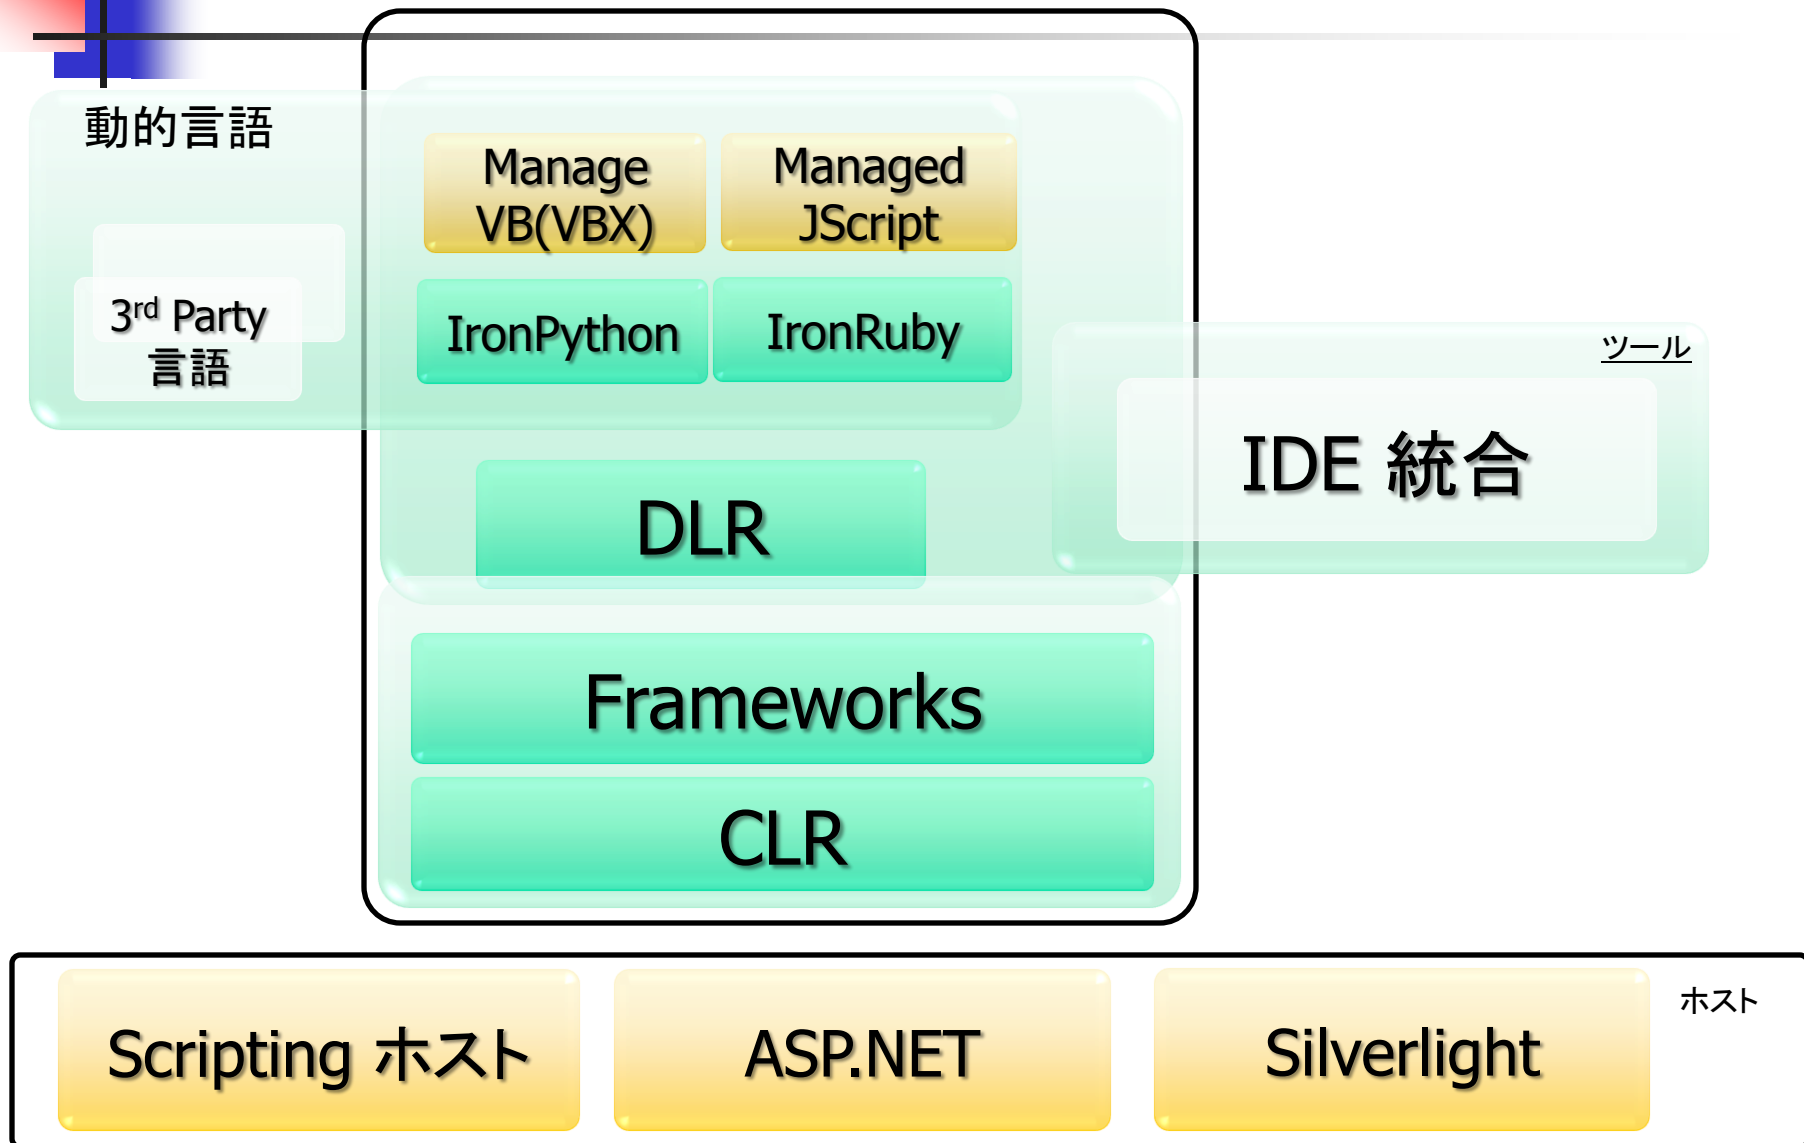 動的言語
Manage
VB(VBX)
Managed
JScript
3rd Party
言語
IronPython
IronRuby
ツール
IDE 統合
DLR
Frameworks
CLR
ホスト
Scripting ホスト
ASP.NET
Silverlight